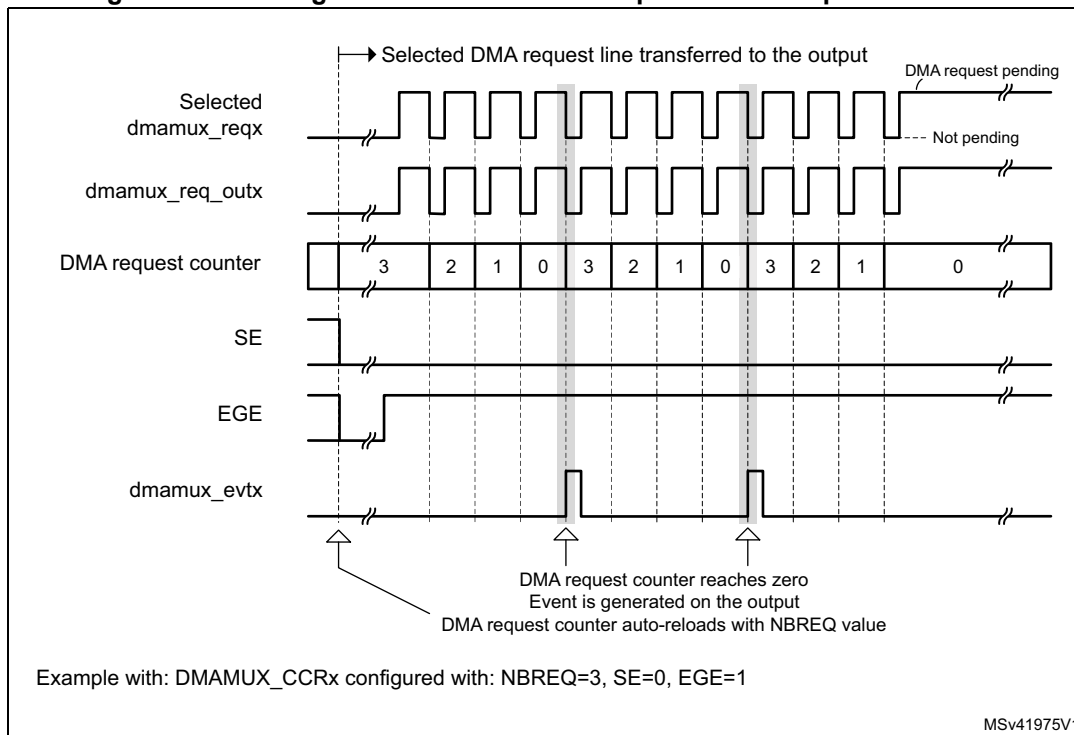 Selected DMA request line transferred to the output
DMA request pending
Selected
dmamux_reqx
Not pending
dmamux_req_outx
DMA request counter
3 2 1 0 3 2 1 0 3 2 1 0
SE
EGE
dmamux_evtx
DMA request counter reaches zero
Event is generated on the output
DMA request counter auto-reloads with NBREQ value
Example with: DMAMUX_CCRx configured with: NBREQ=3, SE=0, EGE=1